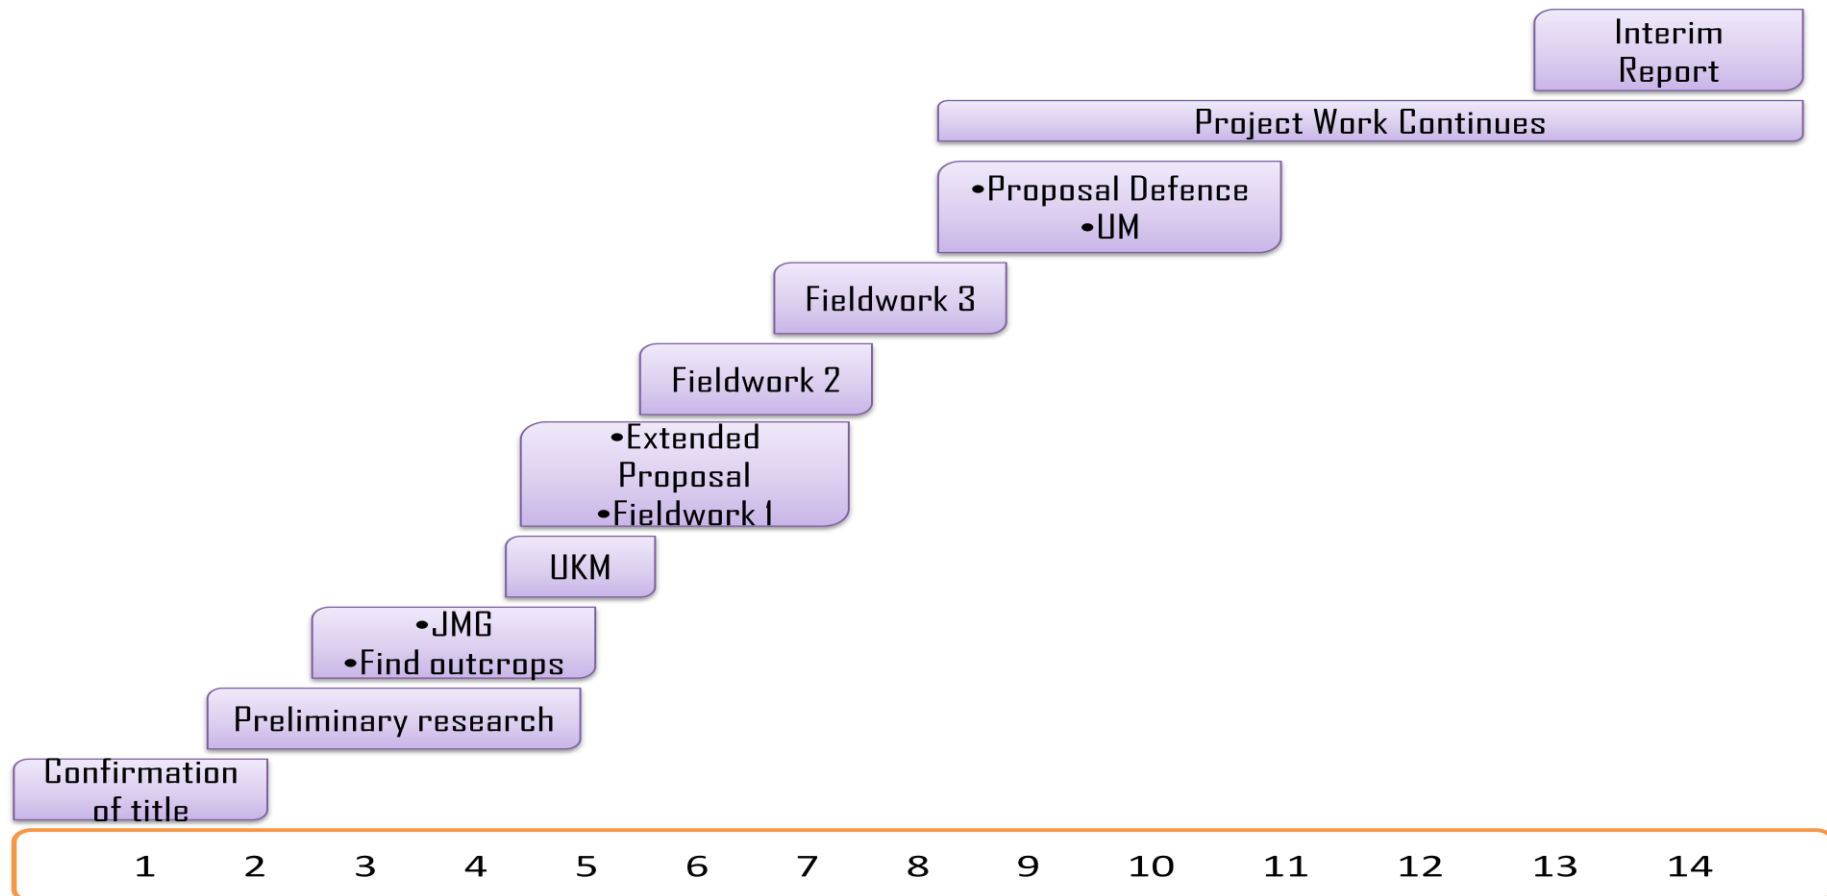 Interim
Report
Project Work Continues
•Proposal Defence
•UM
Fieldwork 3
Fieldwork 2
•Extended
Proposal
•Fieldwork 1
UKM
•JMG
•Find outcrops
Preliminary research
Confirmation
of title
1 2 3 4 5 6 7 8 9 10 11 12 13 14